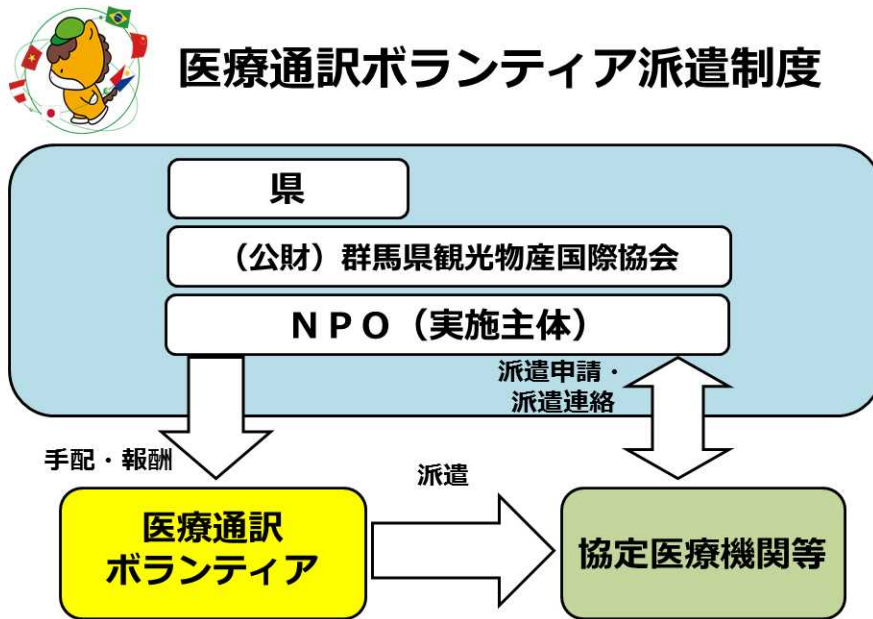 医療通訳ボランティア派遣制度
県
（公財）群馬県観光物産国際協会
ＮＰＯ（実施主体）
派遣申請・
派遣連絡
手配・報酬
派遣
医療通訳
ボランティア
協定医療機関等